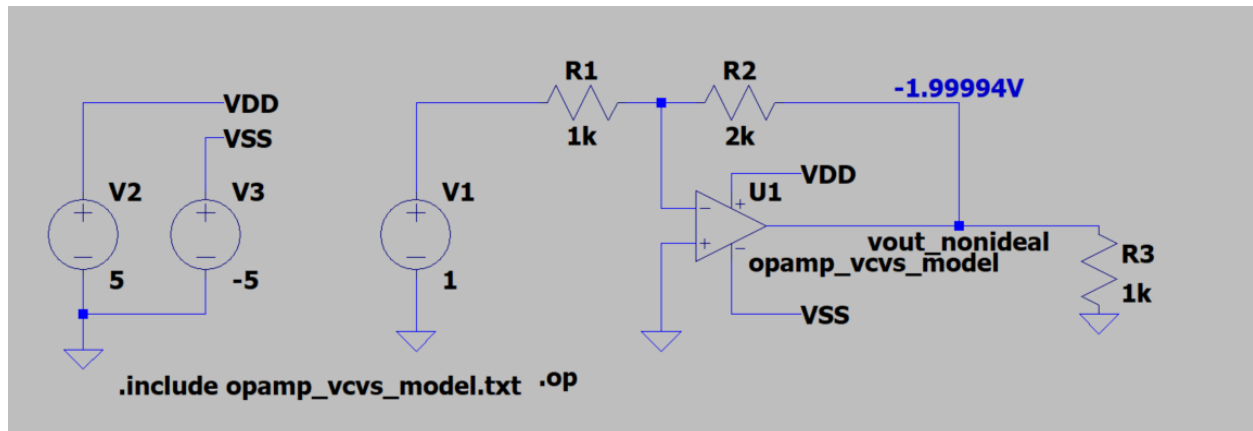 R1
R2
-1.99994V
VDD
1k
2k
VSS
VDD
V2
V3
V1
U1
+
+
+
+
-
+
-
-
-
-
vout_nonideal
opamp_vcvs_model
R3
5
-5
1
1k
VSS
.include opamp_vcvs_model.txt
.op